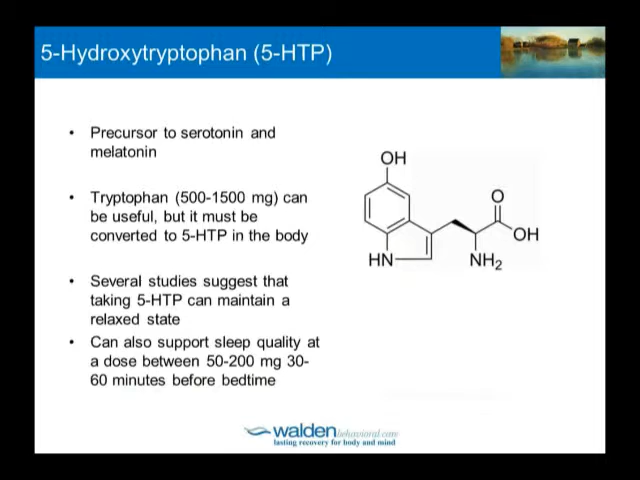 5-Hydroxytryptophan (5-HTP)
• Precursor to serotonin and
melatonin
• Tryptophan (500-1500 mg) can
be useful, but it must be
converted to 5-HTP in the body
• Several studies suggest that
taking 5-HTP can maintain a
relaxed state
• Can also support sleep quality at
a dose between 50-200 mg 30-
60 minutes before bedtime
OH
O
OH
HN
NH2
walden behavioral care
lasting recovery for body and mind